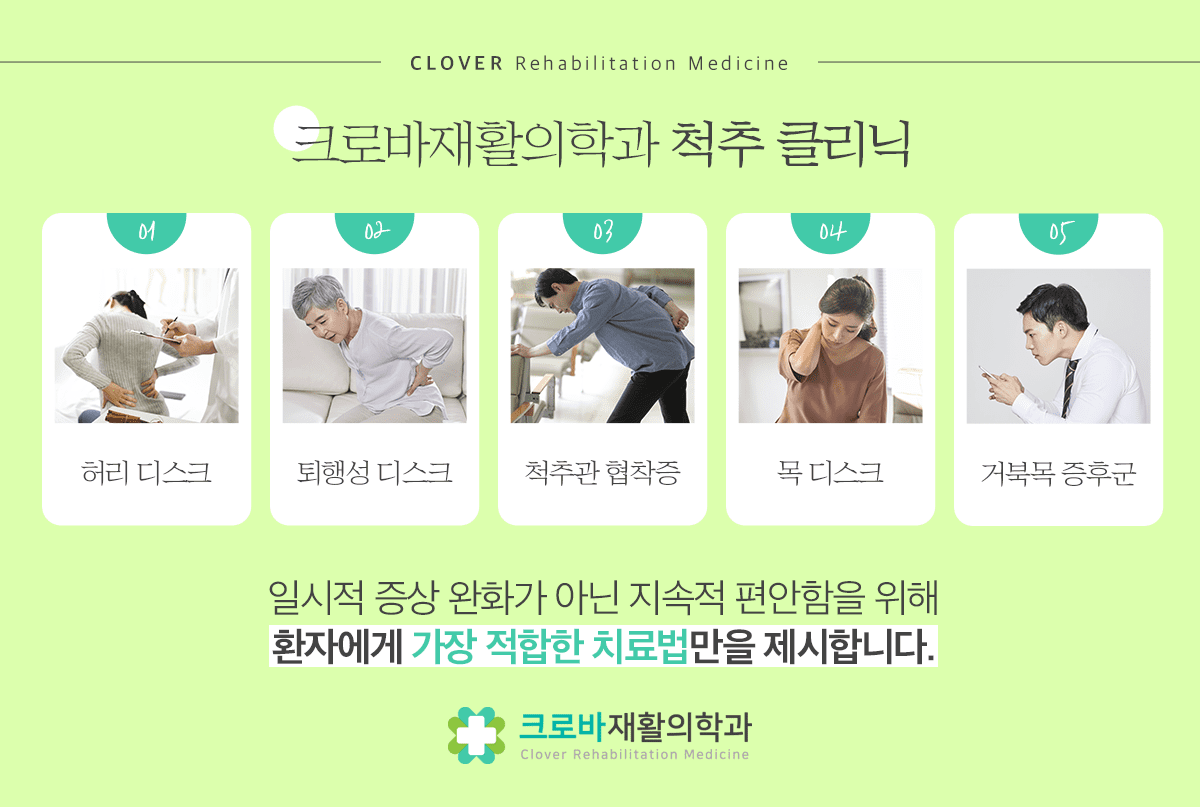 CLOVER Rehabilitation Medicine
크로바재활의학과 척추 클리닉
01
02
03
04
05
허리 디스크
퇴행성 디스크
척추관 협착증
목 디스크
거북목 증후군
일시적 증상 완화가 아닌 지속적 편안함을 위해
환자에게 가장 적합한 치료법만을 제시합니다.
크로바재활의학과
Clover Rehabilitation Medicine